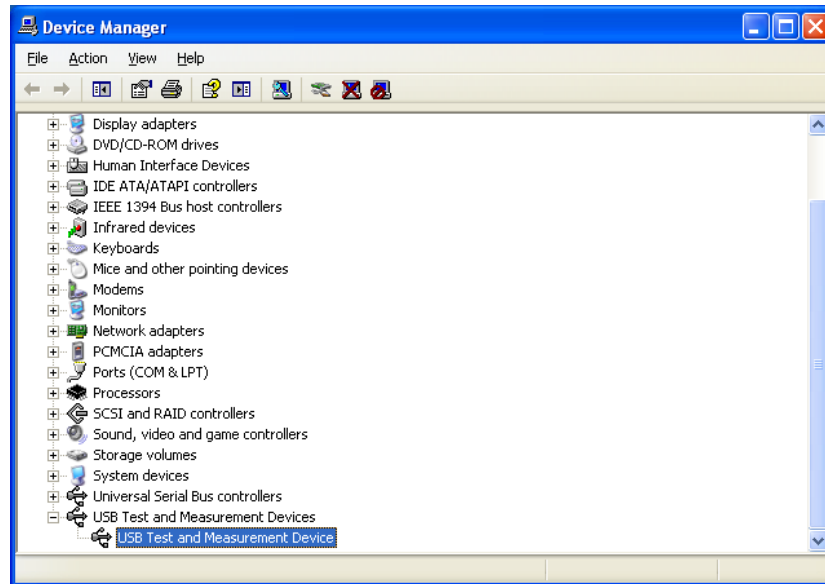 Device Manager
File Action View Help
Display adapters
DVD/CD-ROM drives
Human Interface Devices
IDE ATA/ATAPI controllers
IEEE 1394 Bus host controllers
Infrared devices
Keyboards
Mice and other pointing devices
Modems
Monitors
Network adapters
PCMCIA adapters
Ports (COM & LPT)
Processors
SCSI and RAID controllers
Sound, video and game controllers
Storage volumes
System devices
Universal Serial Bus controllers
USB Test and Measurement Devices
USB Test and Measurement Device